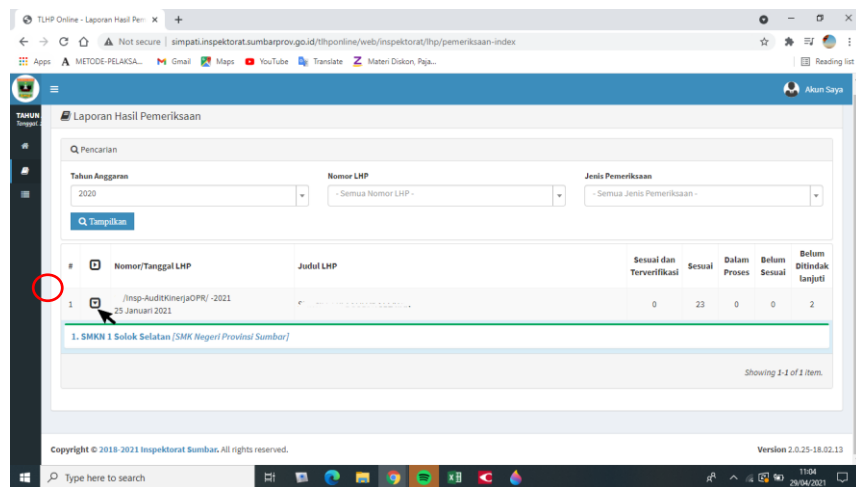 TLHP Online - Laporan Hasil Pem
Not secure | simpati.inspektorat.sumbarprov.go.id/tlhponline/web/inspektorat/lhp/pemeriksaan-index
Apps METODE-PELAKSA... Gmail Maps YouTube Translate Materi Diskon, Paja... Reading list
Akun Saya
TAHUN
Tanggal
Laporan Hasil Pemeriksaan
Pencarian
Tahun Anggaran Nomor LHP Jenis Pemeriksaan
2020 - Semua Nomor LHP - - Semua Jenis Pemeriksaan -
Tampilkan
# Nomor/Tanggal LHP Judul LHP Sesuai dan Terverifikasi Sesuai Dalam Proses Belum Sesuai Belum Ditindak lanjuti
1 /Insp-AuditKinerjaOPR/ -2021 0 23 0 0 2
25 Januari 2021
1. SMKN 1 Solok Selatan [SMK Negeri Provinsi Sumbar]
Showing 1-1 of 1 item.
Copyright © 2018-2021 Inspektorat Sumbar. All rights reserved. Version 2.0.25-18.02.13
Type here to search
11:04
29/04/2021